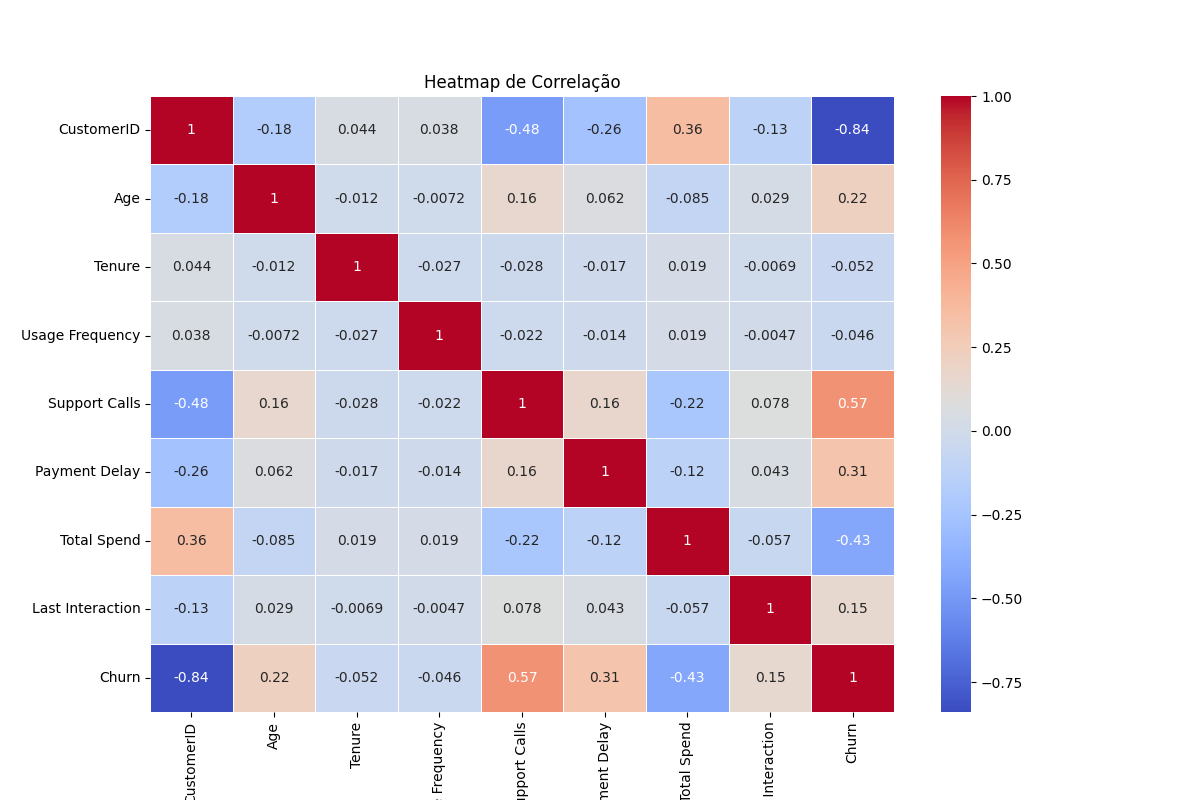 Heatmap de Correlação
CustomerID 1 -0.18 0.044 0.038 -0.48 -0.26 0.36 -0.13 -0.84
Age -0.18 1 -0.012 -0.0072 0.16 0.062 -0.085 0.029 0.22
Tenure 0.044 -0.012 1 -0.027 -0.028 -0.017 0.019 -0.0069 -0.052
Usage Frequency 0.038 -0.0072 -0.027 1 -0.022 -0.014 0.019 -0.0047 -0.046
Support Calls -0.48 0.16 -0.028 -0.022 1 0.16 -0.22 0.078 0.57
Payment Delay -0.26 0.062 -0.017 -0.014 0.16 1 -0.12 0.043 0.31
Total Spend 0.36 -0.085 0.019 0.019 -0.22 -0.12 1 -0.057 -0.43
Last Interaction -0.13 0.029 -0.0069 -0.0047 0.078 0.043 -0.057 1 0.15
Churn -0.84 0.22 -0.052 -0.046 0.57 0.31 -0.43 0.15 1
CustomerID
Age
Tenure
Frequency
Calls
Delay
Total Spend
Interaction
Churn
1.00
0.75
0.50
0.25
0.00
−0.25
−0.50
−0.75